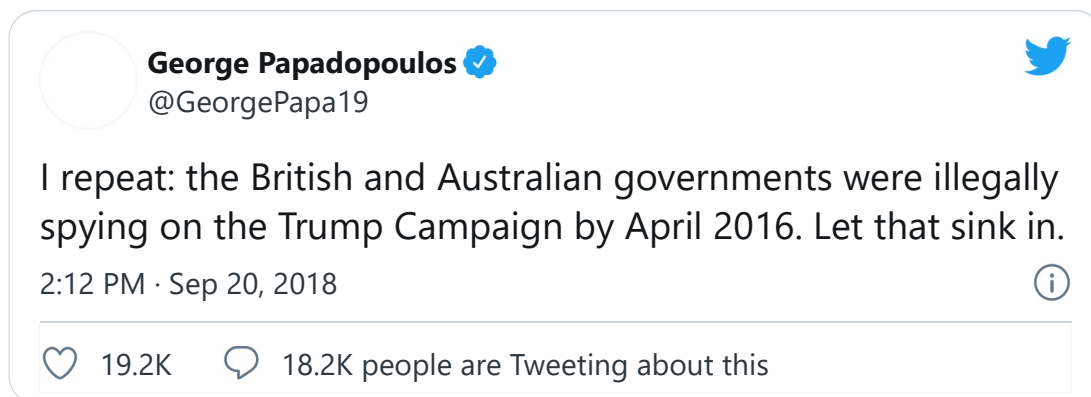 George Papadopoulos
@GeorgePapa19
I repeat: the British and Australian governments were illegally
spying on the Trump Campaign by April 2016. Let that sink in.
2:12 PM · Sep 20, 2018
19.2K 18.2K people are Tweeting about this